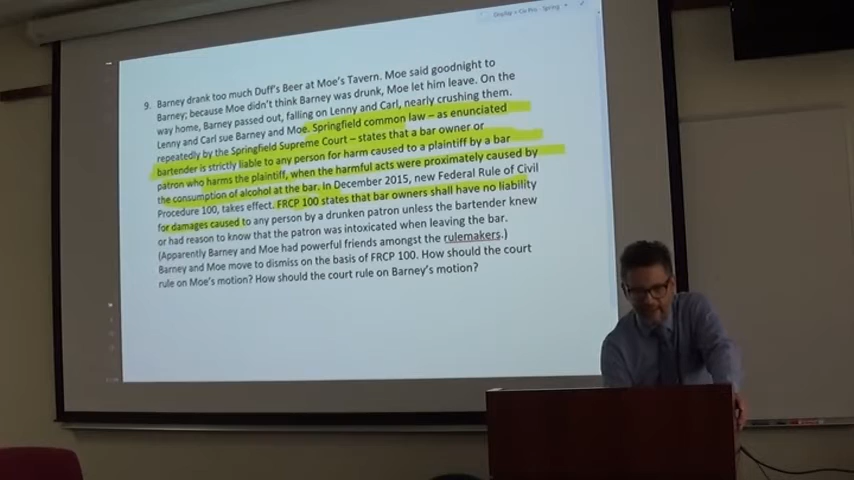 9. Barney drank too much Duff's Beer at Moe's Tavern. Moe said goodnight to
Barney; because Moe didn't think Barney was drunk, Moe let him leave. On the
way home, Barney passed out, falling on Lenny and Carl, nearly crushing them.
Lenny and Carl sue Barney and Moe. Springfield common law – as enunciated
repeatedly by the Springfield Supreme Court – states that a bar owner or
bartender is strictly liable to any person for harm caused to a plaintiff by a bar
patron who harms the plaintiff, when the harmful acts were proximately caused by
the consumption of alcohol at the bar. In December 2015, new Federal Rule of Civil
Procedure 100, takes effect. FRCP 100 states that bar owners shall have no liability
for damages caused to any person by a drunken patron unless the bartender knew
or had reason to know that the patron was intoxicated when leaving the bar.
(Apparently Barney and Moe had powerful friends amongst the rulemakers.)
Barney and Moe move to dismiss on the basis of FRCP 100. How should the court
rule on Moe's motion? How should the court rule on Barney's motion?